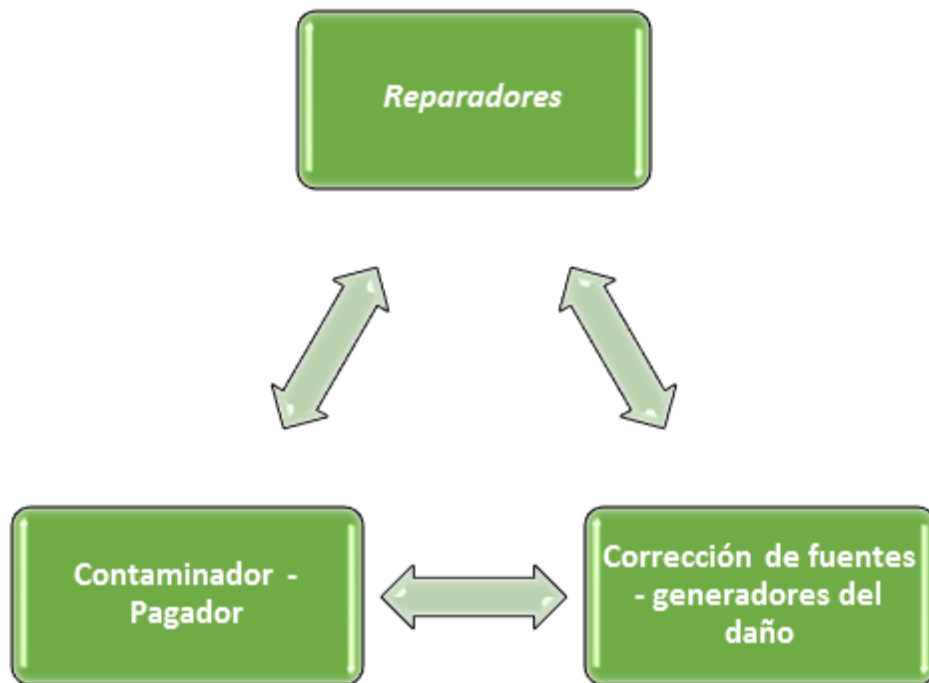 Reparadores
Contaminador -
Pagador
Corrección de fuentes
- generadores del
daño